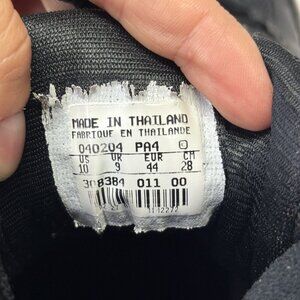 MADE IN THAILAND
FABRIQUE EN THAILANDE
040204 PA4
US UK EUR CM
10 9 44 28
308384 011 00